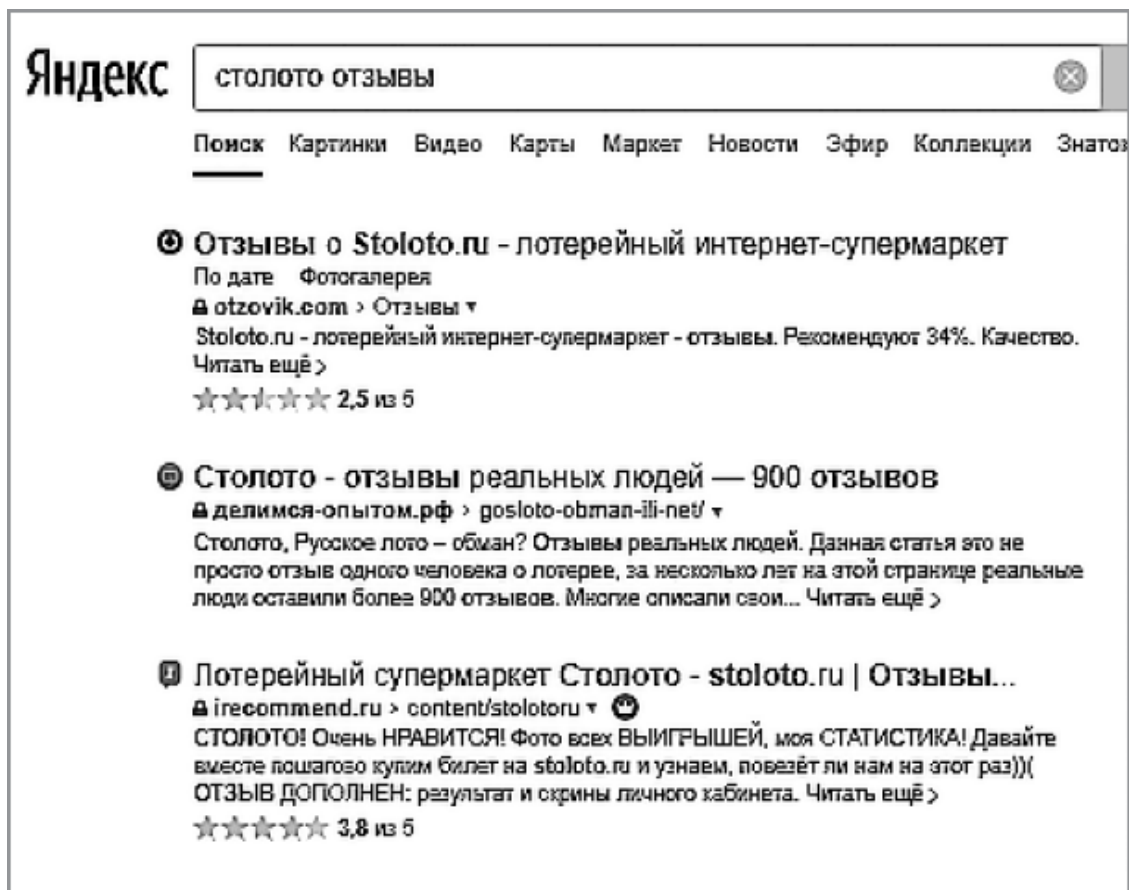 Яндекс
столото отзывы
Поиск Картинки Видео Карты Маркет Новости Эфир Коллекции Знаток
Отзывы о Stoloto.ru - лотерейный интернет-супермаркет
По дате Фотогалерея
otzovik.com › Отзывы ▾
Stoloto.ru - лотерейный интернет-супермаркет - отзывы. Рекомендуют 34%. Качество.
Читать ещё >
2,5 из 5
Столото - отзывы реальных людей — 900 отзывов
делимся-опытом.рф › gosloto-obman-ili-net/ ▾
Столото, Русское лото – обман? Отзывы реальных людей. Данная статья это не
просто отзыв одного человека о лотерее, за несколько лет на этой странице реальные
люди оставили более 900 отзывов. Многие описали свои... Читать ещё >
Лотерейный супермаркет Столото - stoloto.ru | Отзывы...
irecommend.ru › content/stolotoru ▾
СТОЛОТО! Очень НРАВИТСЯ! Фото всех ВЫИГРЫШЕЙ, моя СТАТИСТИКА! Давайте
вместе пошагово купим билет на stoloto.ru и узнаем, повезёт ли нам на этот раз))(
ОТЗЫВ ДОПОЛНЕН: результат и скрины личного кабинета. Читать ещё >
3,8 из 5